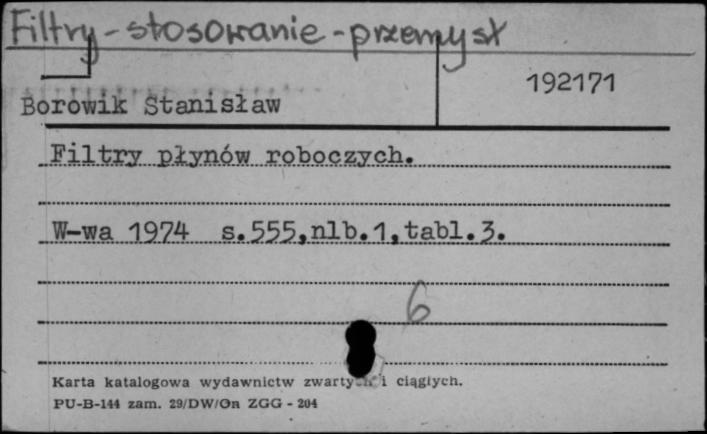 Filtry - stosowanie - przemysł
192171
Borowik Stanisław
Filtry płynów roboczych.
W-wa 1974 s.555,nlb.1,tabl.3.
6
Karta katalogowa wydawnictw zwartych i ciągłych.
PU-B-144 zam. 29/DW/Gn ZGG - 204